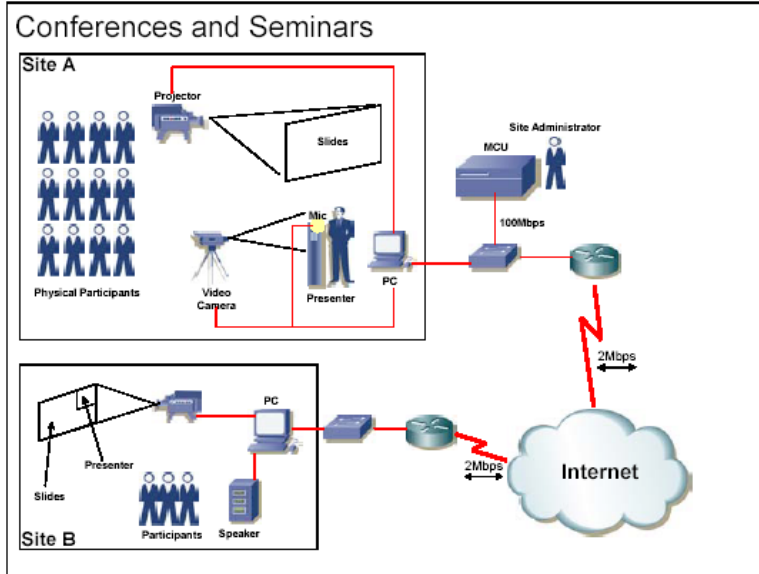 Conferences and Seminars
Site A
Projector
Slides
Site Administrator
MCU
100Mbps
Mic
Physical Participants
Video
Camera
Presenter
PC
2Mbps
Presenter
Slides
PC
Participants
Speaker
2Mbps
Internet
Site B